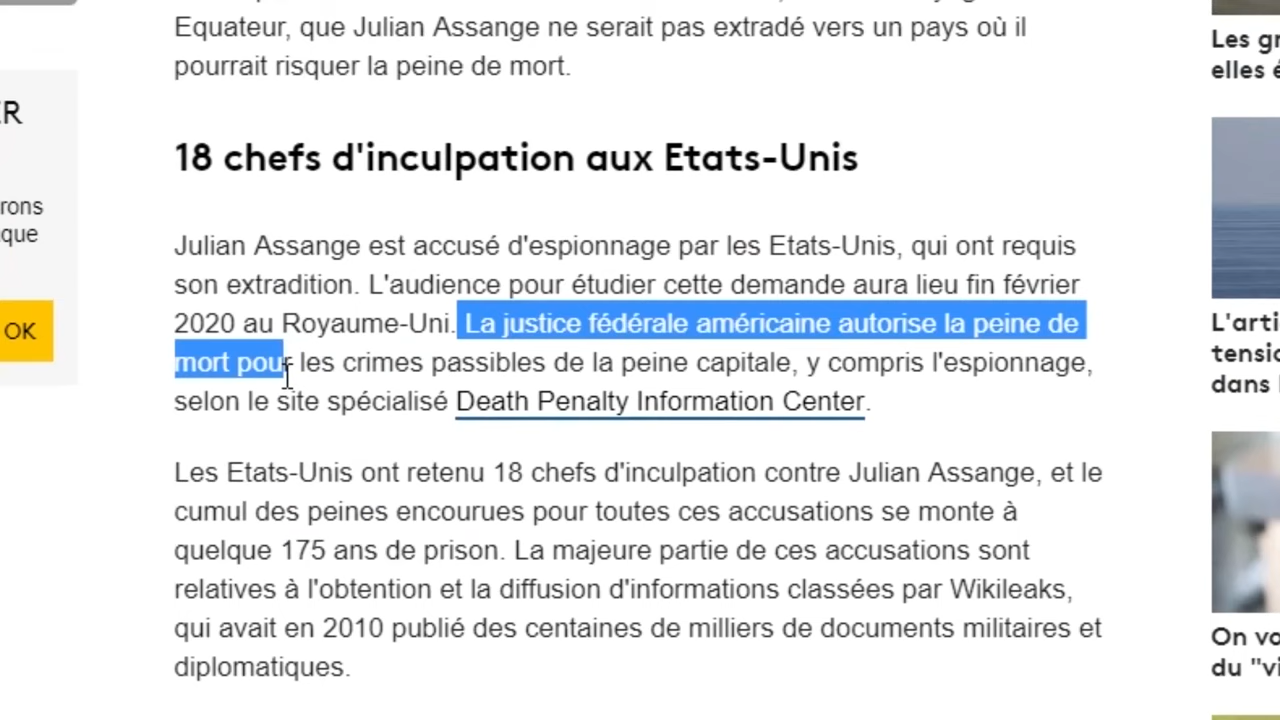 Equateur, que Julian Assange ne serait pas extradé vers un pays où il
pourrait risquer la peine de mort.
18 chefs d'inculpation aux Etats-Unis
Julian Assange est accusé d'espionnage par les Etats-Unis, qui ont requis
son extradition. L'audience pour étudier cette demande aura lieu fin février
2020 au Royaume-Uni. La justice fédérale américaine autorise la peine de
mort pour les crimes passibles de la peine capitale, y compris l'espionnage,
selon le site spécialisé Death Penalty Information Center.
Les Etats-Unis ont retenu 18 chefs d'inculpation contre Julian Assange, et le
cumul des peines encourues pour toutes ces accusations se monte à
quelque 175 ans de prison. La majeure partie de ces accusations sont
relatives à l'obtention et la diffusion d'informations classées par Wikileaks,
qui avait en 2010 publié des centaines de milliers de documents militaires et
diplomatiques.
OK
Les
elles
L'arti
dans
On
du "vi